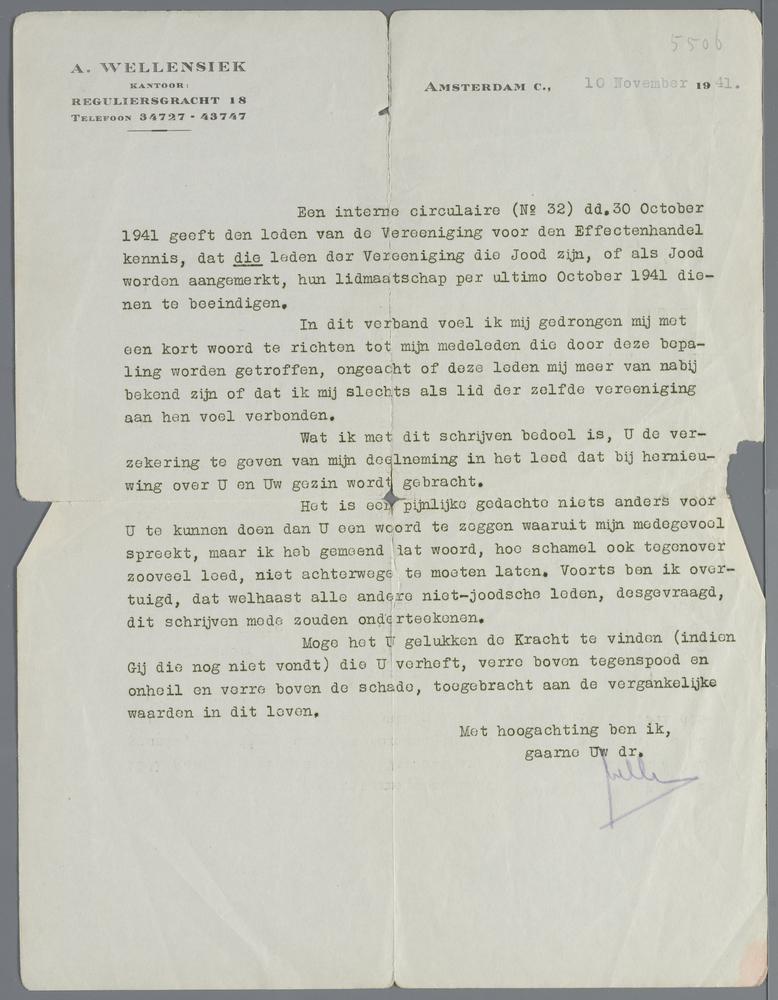 5506
A. WELLENSIEK
KANTOOR:
REGULIERSGRACHT 18
TELEFOON 34727 - 43747
AMSTERDAM C., 10 November 1941.
Een interne circulaire (Nº 32) dd.30 October
1941 geeft den leden van de Vereeniging voor den Effectenhandel
kennis, dat die leden der Vereeniging die Jood zijn, of als Jood
worden aangemerkt, hun lidmaatschap per ultimo October 1941 die-
nen te beeindigen.
In dit verband voel ik mij gedrongen mij met
een kort woord te richten tot mijn medeleden die door deze bepa-
ling worden getroffen, ongeacht of deze leden mij meer van nabij
bekend zijn of dat ik mij slechts als lid der zelfde vereeniging
aan hen voel verbonden.
Wat ik met dit schrijven bedoel is, U de ver-
zekering te geven van mijn deelneming in het leed dat bij hernieu-
wing over U en Uw gezin wordt gebracht.
Het is een pijnlijke gedachte niets anders voor
U te kunnen doen dan U een woord te zeggen waaruit mijn medegevoel
spreekt, maar ik heb gemeend dat woord, hoe schamel ook tegenover
zooveel leed, niet achterwege te moeten laten. Voorts ben ik over-
tuigd, dat welhaast alle andere niet-joodsche leden, desgevraagd,
dit schrijven mede zouden onderteekenen.
Moge het U gelukken de Kracht te vinden (indien
Gij die nog niet vondt) die U verheft, verre boven tegenspoed en
onheil en verre boven de schade, toegebracht aan de vergankelijke
waarden in dit leven.
Met hoogachting ben ik,
gaarne Uw dr.